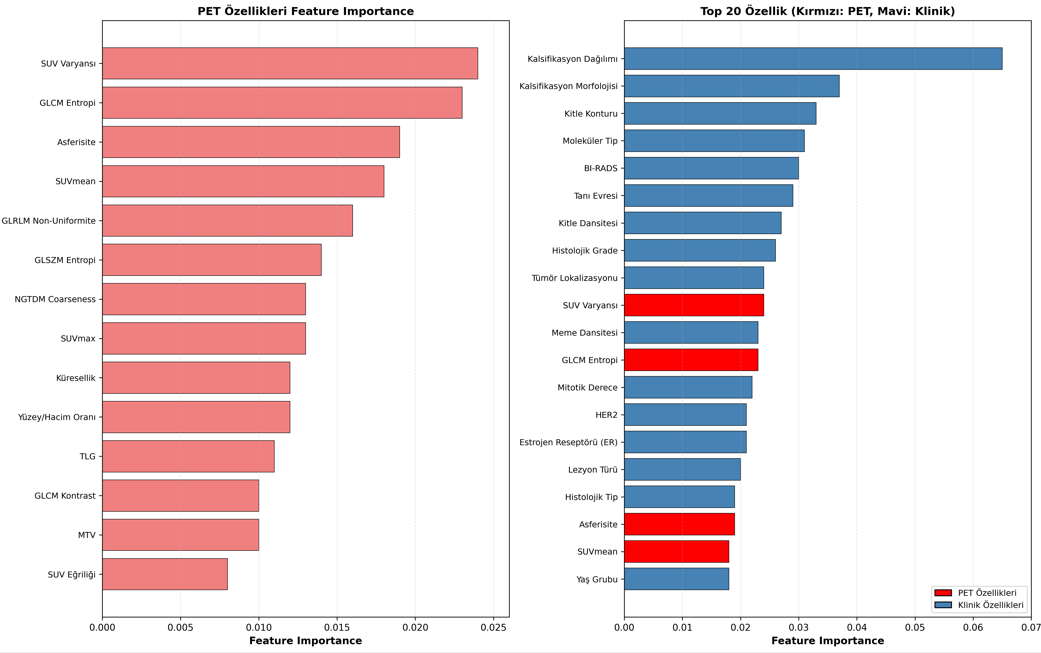 PET Özellikleri Feature Importance
SUV Varyansı
GLCM Entropi
Asferisite
SUVmean
GLRLM Non-Uniformite
GLSZM Entropi
NGTDM Coarseness
SUVmax
Küresellik
Yüzey/Hacim Oranı
TLG
GLCM Kontrast
MTV
SUV Eğriliği
0.000 0.005 0.010 0.015 0.020 0.025
Feature Importance
Top 20 Özellik (Kırmızı: PET, Mavi: Klinik)
Kalsifikasyon Dağılımı
Kalsifikasyon Morfolojisi
Kitle Konturu
Moleküler Tip
BI-RADS
Tanı Evresi
Kitle Dansitesi
Histolojik Grade
Tümör Lokalizasyonu
SUV Varyansı
Meme Dansitesi
GLCM Entropi
Mitotik Derece
HER2
Estrojen Reseptörü (ER)
Lezyon Türü
Histolojik Tip
Asferisite
SUVmean
Yaş Grubu
PET Özellikleri
Klinik Özellikleri
0.00 0.01 0.02 0.03 0.04 0.05 0.06 0.07
Feature Importance